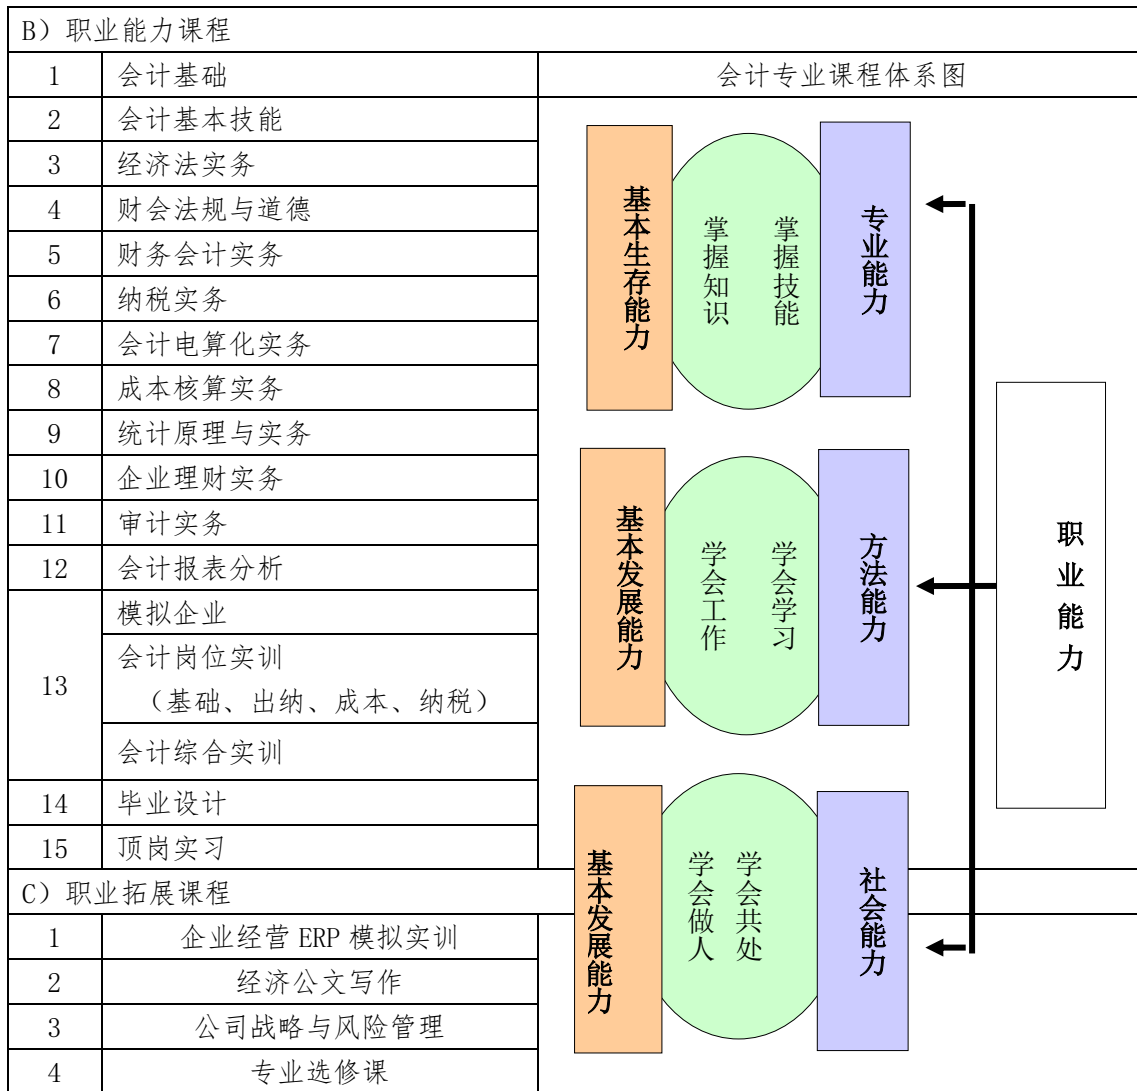 B）职业能力课程
1 会计基础 会计专业课程体系图
2 会计基本技能
3 经济法实务
4 财会法规与道德
5 财务会计实务
6 纳税实务
7 会计电算化实务
8 成本核算实务
9 统计原理与实务
10 企业理财实务
11 审计实务
12 会计报表分析
13 模拟企业
会计岗位实训
（基础、出纳、成本、纳税）
会计综合实训
14 毕业设计
15 顶岗实习
C）职业拓展课程
1 企业经营 ERP 模拟实训
2 经济公文写作
3 公司战略与风险管理
4 专业选修课
基本生存能力
掌握知识
掌握技能
专业能力
基本发展能力
学会工作
学会学习
方法能力
基本发展能力
学会做人
学会共处
社会能力
职业能力